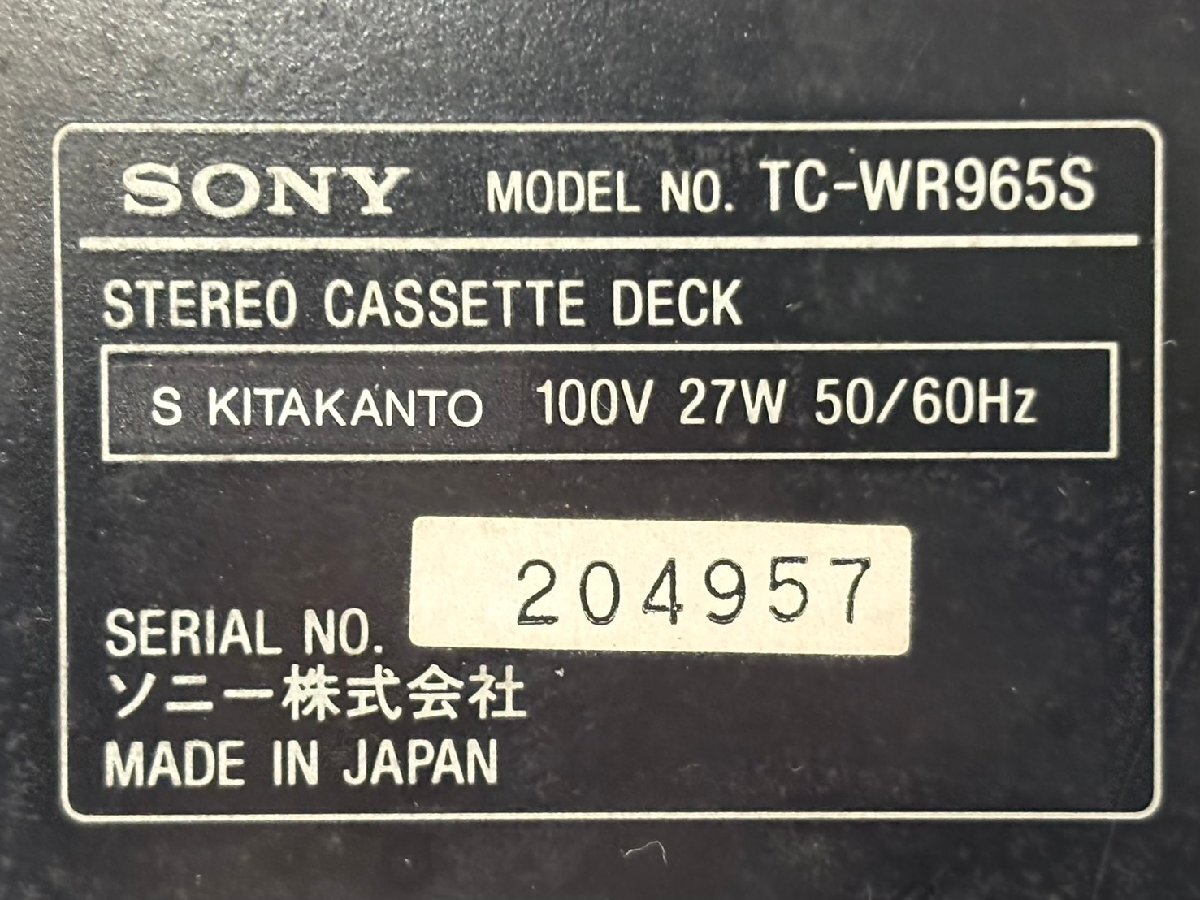 SONY MODEL NO. TC-WR965S
STEREO CASSETTE DECK
S KITAKANTO 100V 27W 50/60Hz
SERIAL NO. 204957
ソニー株式会社
MADE IN JAPAN